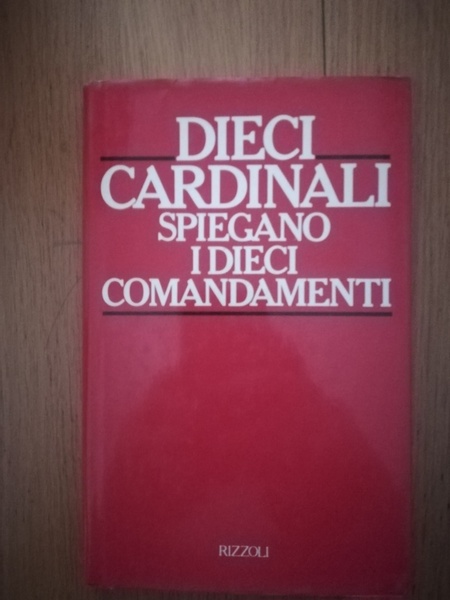 DIECI
CARDINALI
SPIEGANO
I DIECI
COMANDAMENTI
RIZZOLI